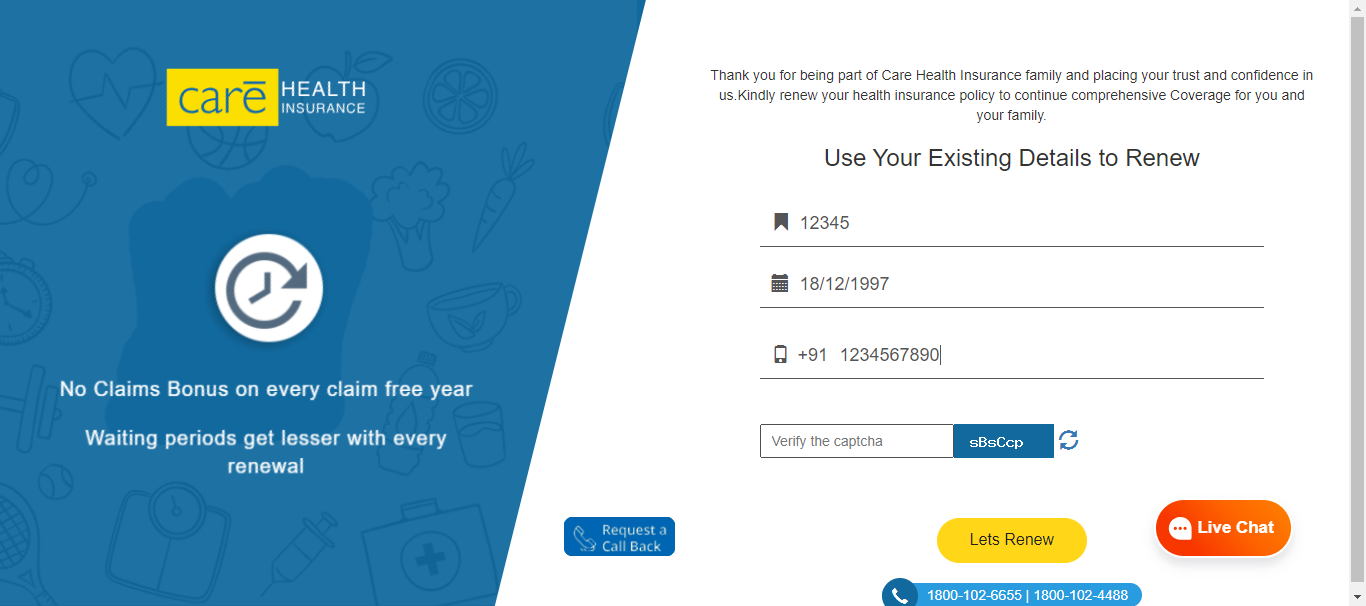 carē HEALTH
INSURANCE
No Claims Bonus on every claim free year
Waiting periods get lesser with every
renewal
Thank you for being part of Care Health Insurance family and placing your trust and confidence in
us.Kindly renew your health insurance policy to continue comprehensive Coverage for you and
your family.
Use Your Existing Details to Renew
12345
18/12/1997
+91 1234567890
Verify the captcha
sBsCcp
Request a
Call Back
Lets Renew
Live Chat
1800-102-6655 | 1800-102-4488